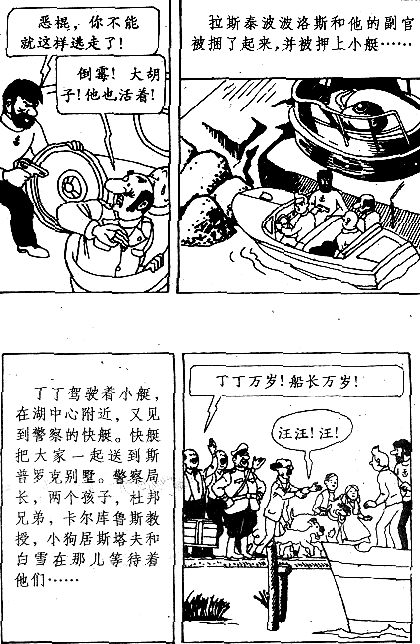 恶棍，你不能
就这样逃走了！
倒霉！大胡
子！他也活着！
拉斯泰波波洛斯和他的副官
被捆了起来，并被押上小艇……
丁丁驾驶着小艇，
在湖中心附近，又见
到警察的快艇。快艇
把大家一起送到斯
普罗克别墅。警察局
长，两个孩子，杜邦
兄弟，卡尔库鲁斯教
授，小狗居斯塔夫和
白雪在那儿等待着
他们……
丁丁万岁！船长万岁！
汪汪！汪！